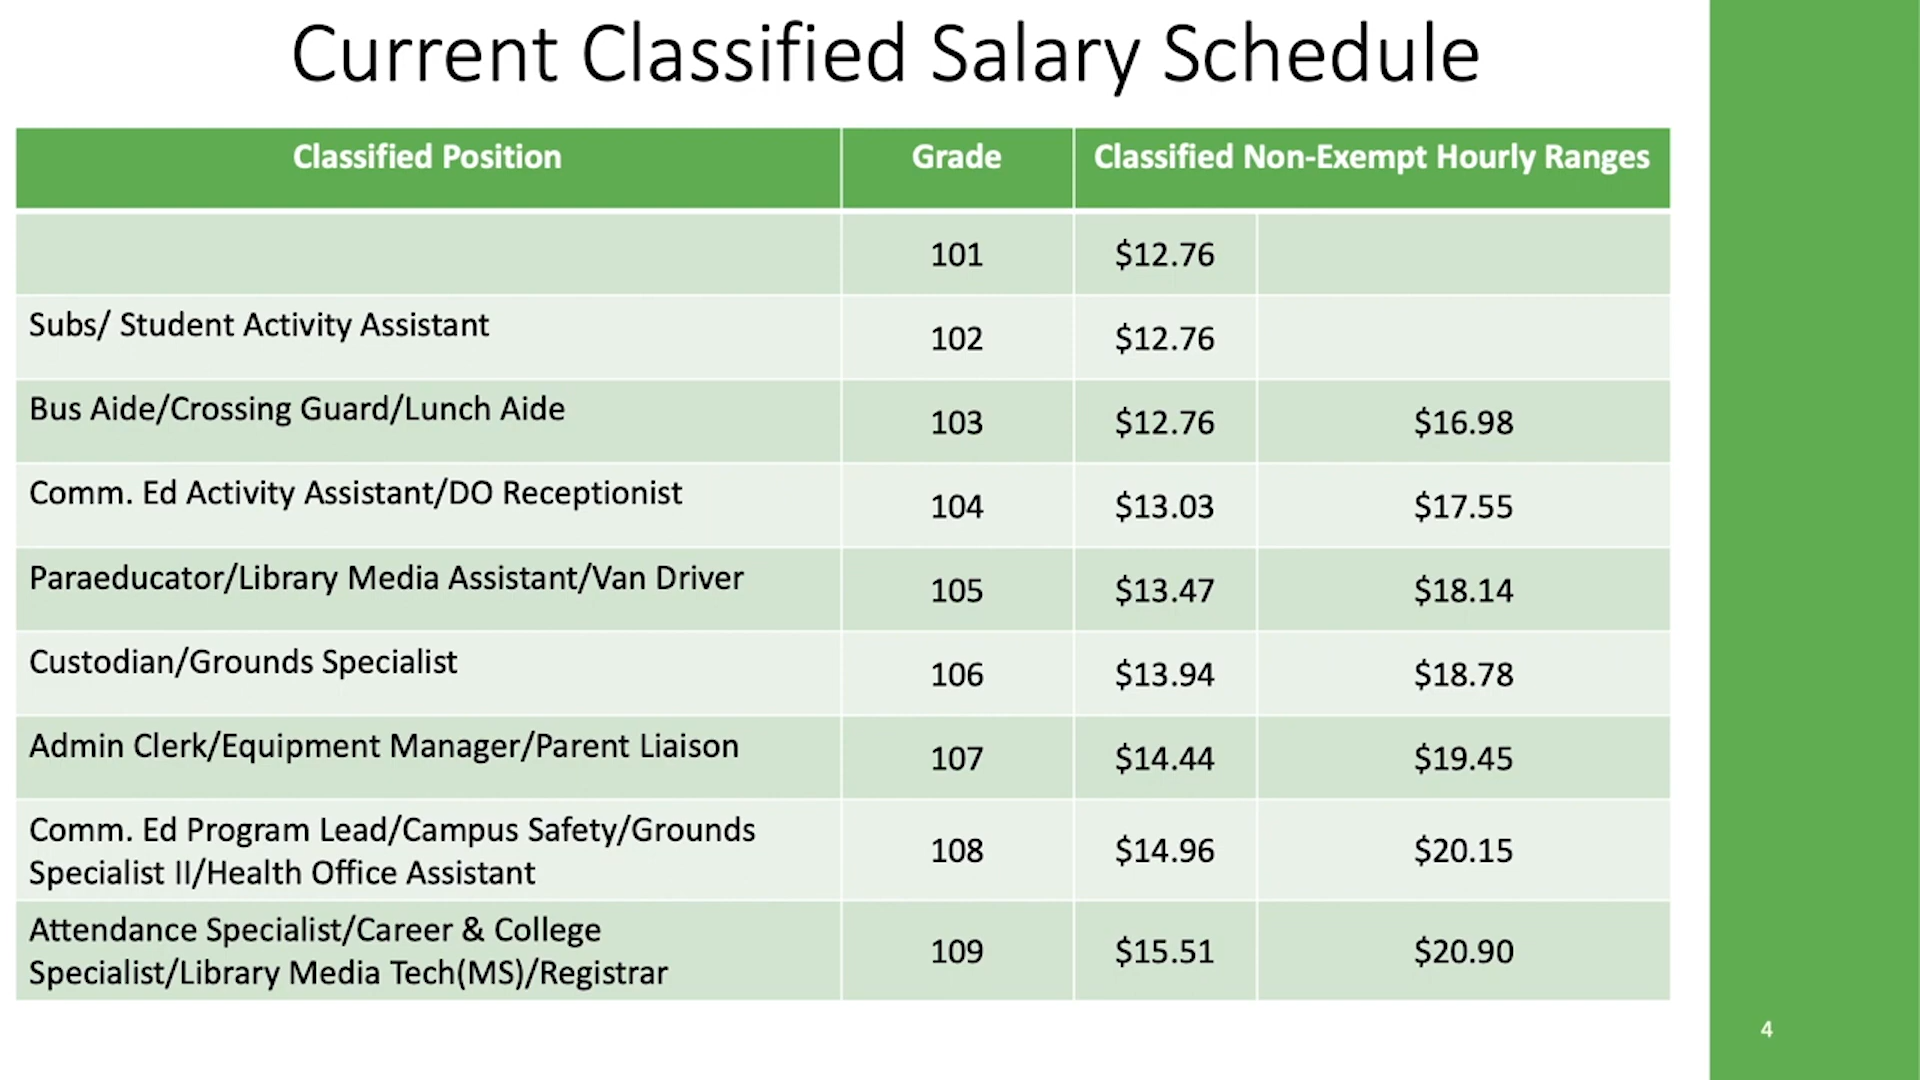 Current Classified Salary Schedule
Classified Position Grade Classified Non-Exempt Hourly Ranges
101 $12.76
Subs/ Student Activity Assistant 102 $12.76
Bus Aide/Crossing Guard/Lunch Aide 103 $12.76 $16.98
Comm. Ed Activity Assistant/DO Receptionist 104 $13.03 $17.55
Paraeducator/Library Media Assistant/Van Driver 105 $13.47 $18.14
Custodian/Grounds Specialist 106 $13.94 $18.78
Admin Clerk/Equipment Manager/Parent Liaison 107 $14.44 $19.45
Comm. Ed Program Lead/Campus Safety/Grounds
Specialist II/Health Office Assistant 108 $14.96 $20.15
Attendance Specialist/Career & College
Specialist/Library Media Tech(MS)/Registrar 109 $15.51 $20.90
4